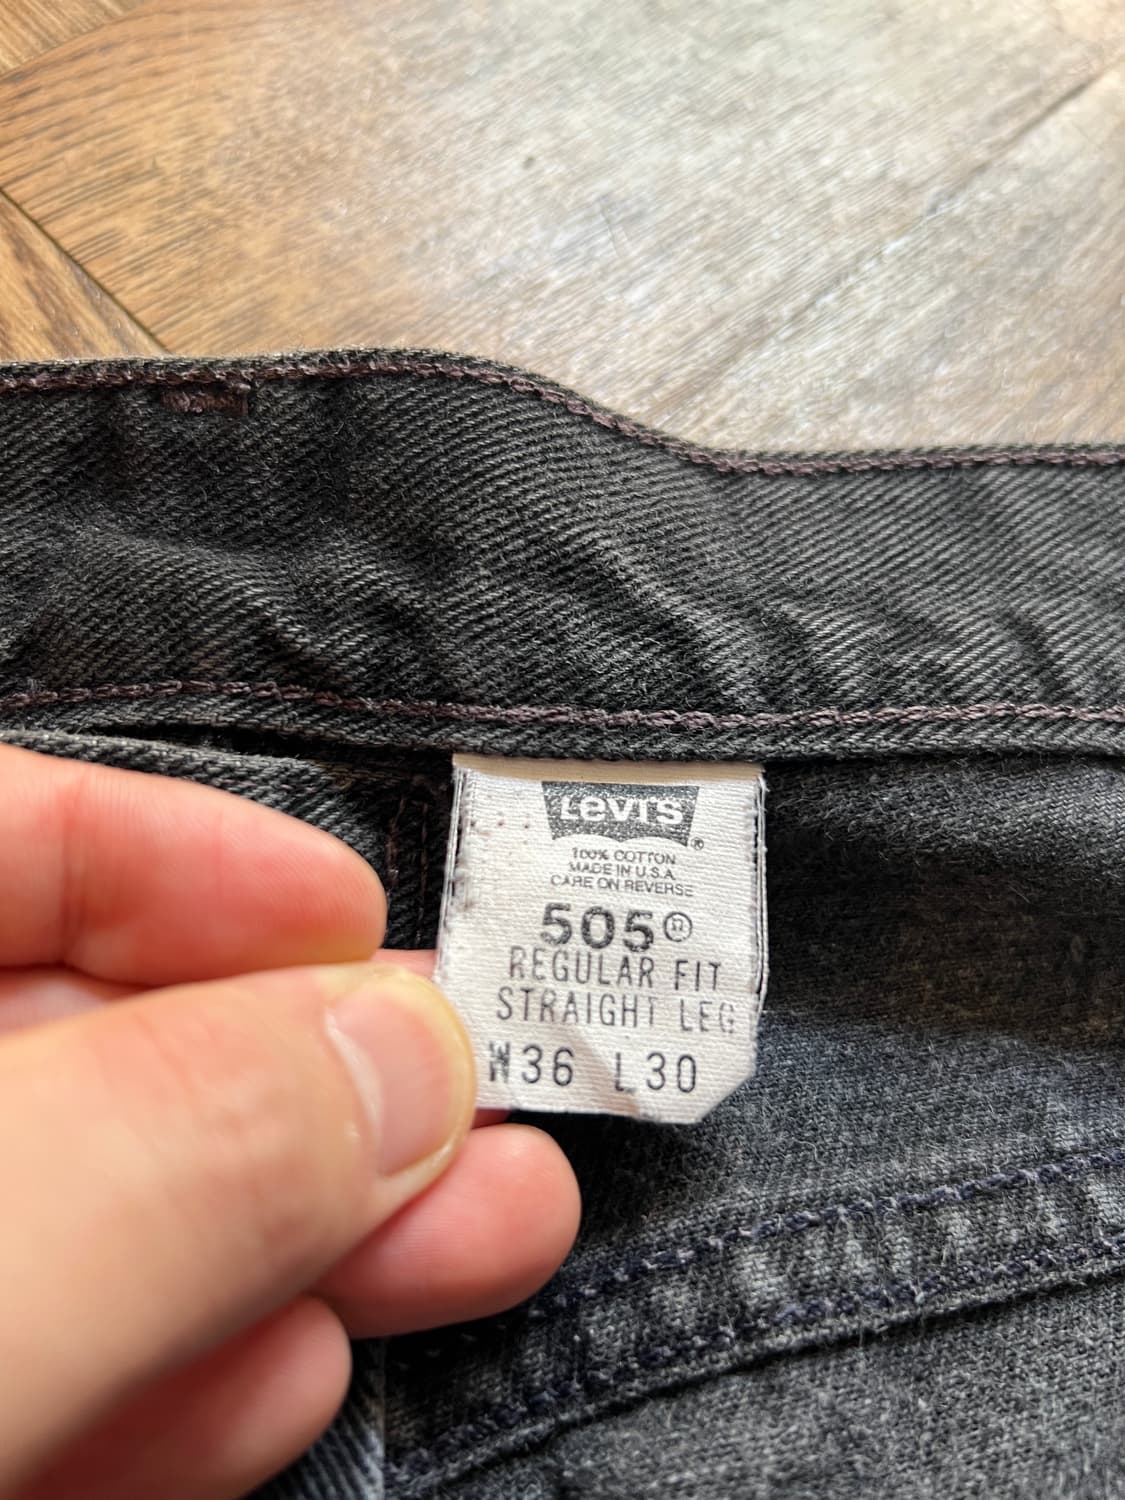 Levi's ®
100% COTTON
MADE IN U.S.A.
CARE ON REVERSE
505®
REGULAR FIT
STRAIGHT LEG
W36 L30